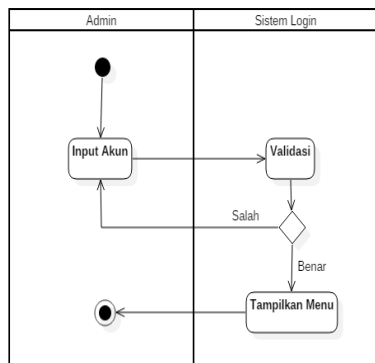 Admin
Sistem Login
Input Akun
Validasi
Salah
Benar
Tampilkan Menu